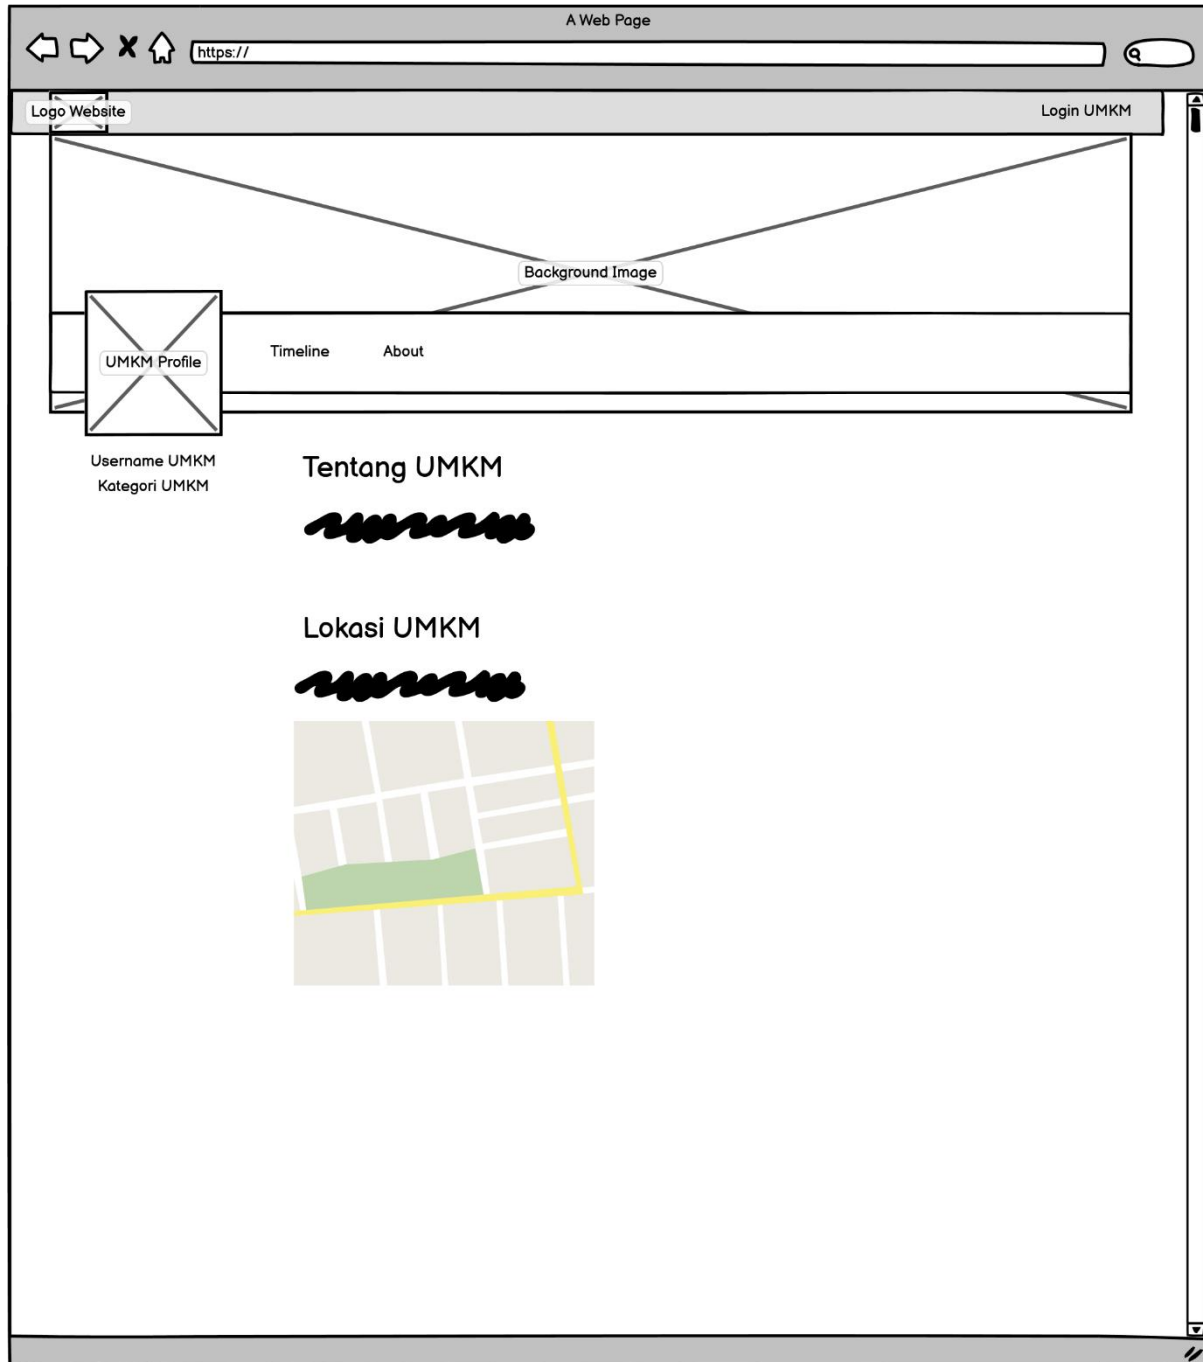 A Web Page
https://
Logo Website
Login UMKM
Background Image
UMKM Profile
Timeline
About
Username UMKM
Kategori UMKM
Tentang UMKM
Lokasi UMKM